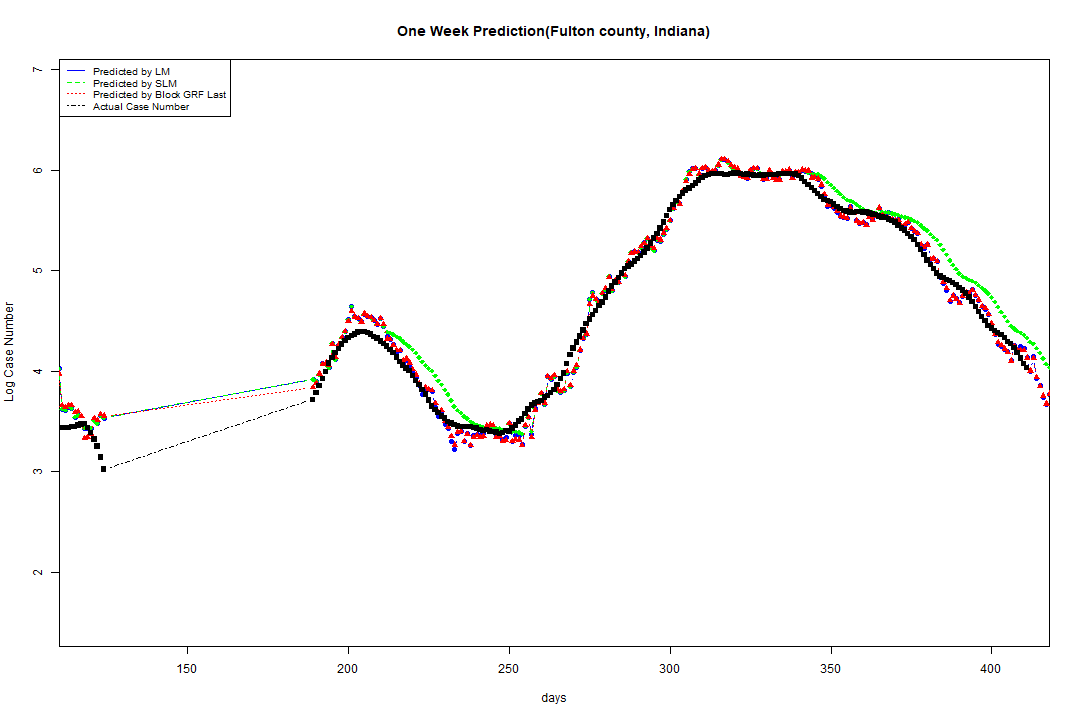 One Week Prediction(Fulton county, Indiana)
Predicted by LM
Predicted by SLM
Predicted by Block GRF Last
Actual Case Number
7
6
5
4
3
2
Log Case Number
150 200 250 300 350 400
days